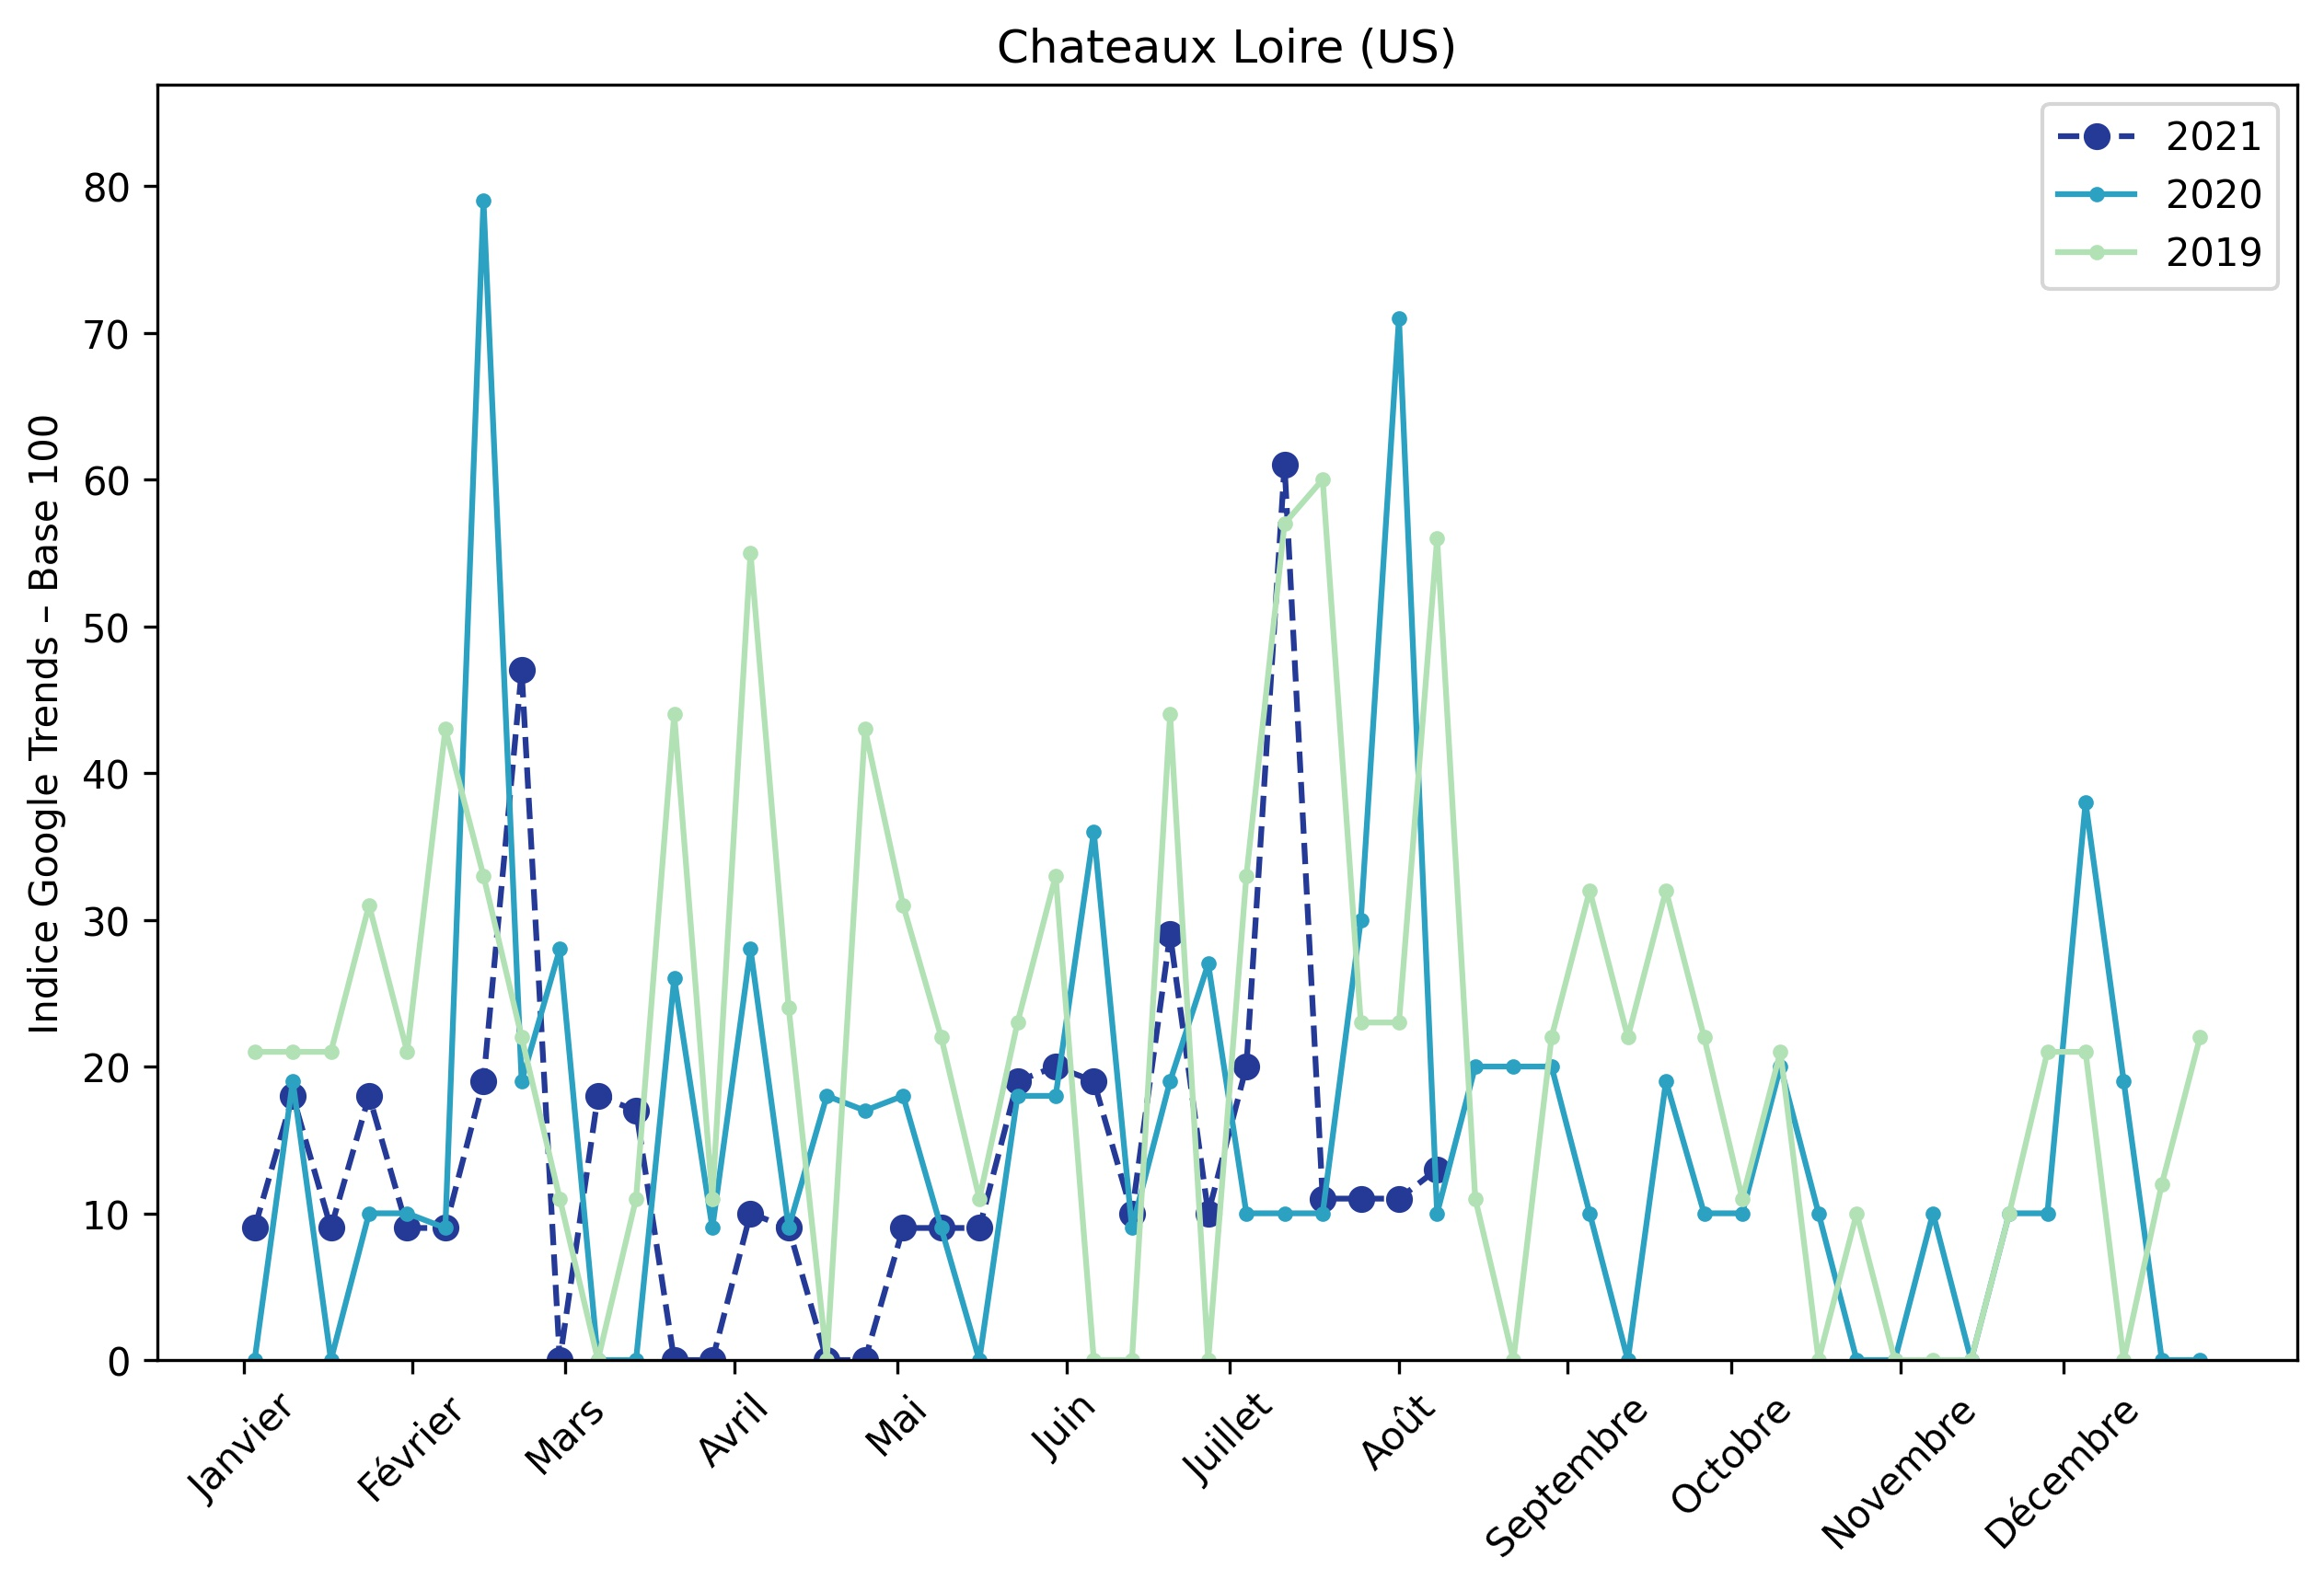 Chateaux Loire (US)
Indice Google Trends – Base 100
80
70
60
50
40
30
20
10
0
2021
2020
2019
Janvier
Février
Mars
Avril
Mai
Juin
Juillet
Août
Septembre
Octobre
Novembre
Décembre